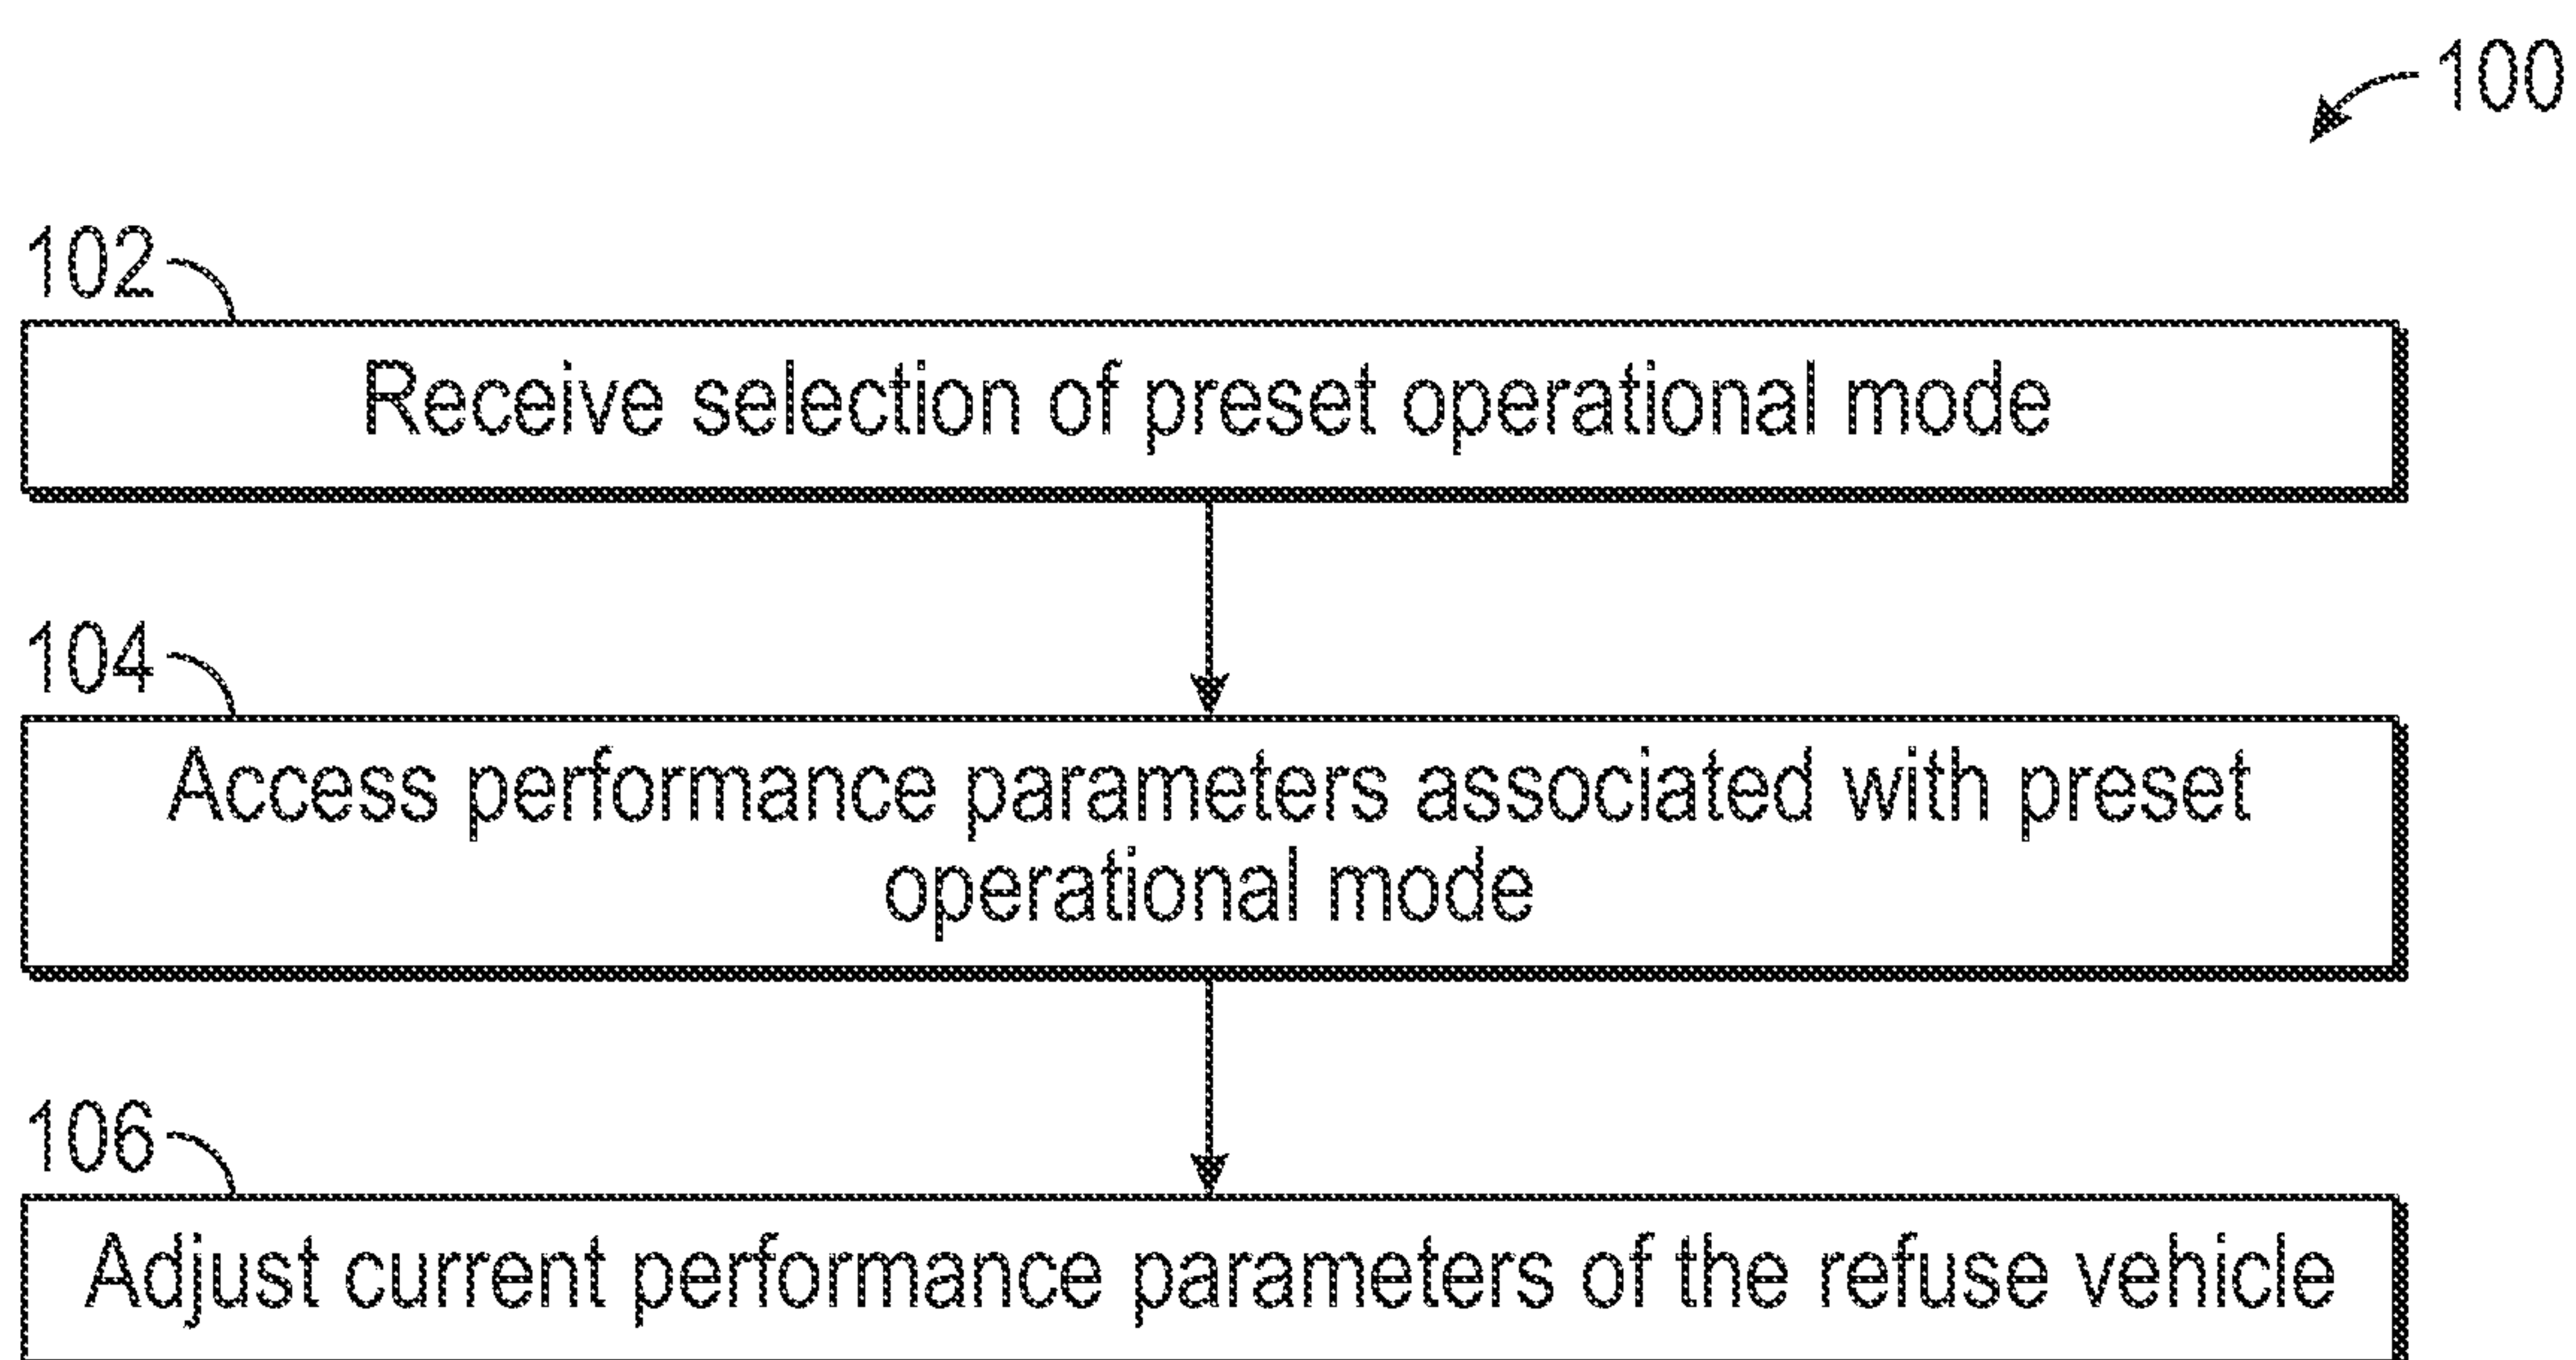 100
102
Receive selection of preset operational mode
104
Access performance parameters associated with preset
operational mode
106
Adjust current performance parameters of the refuse vehicle